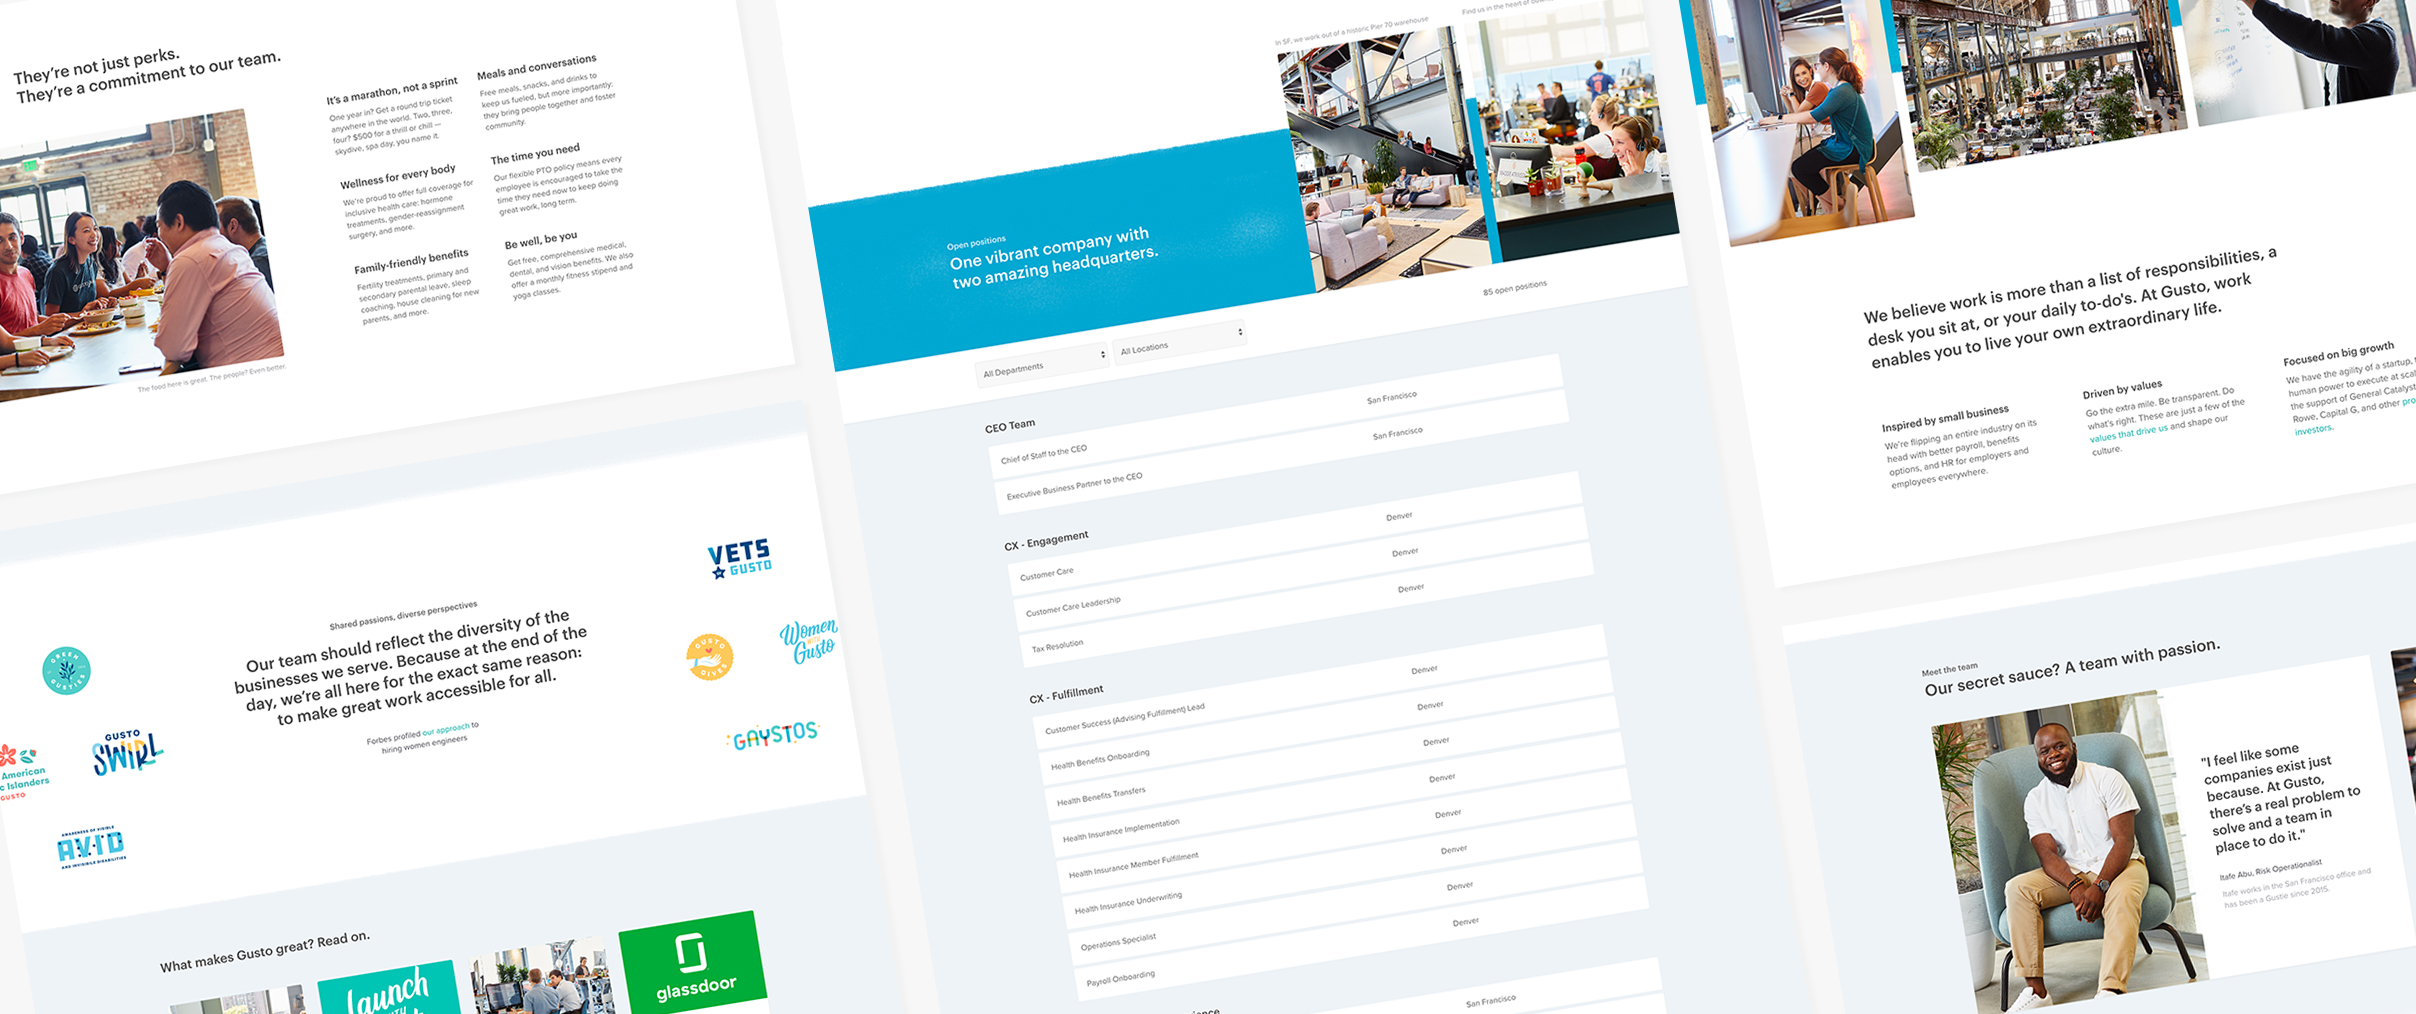 They're not just perks.
They're a commitment to our team.
It's a marathon, not a sprint
One year in? Get a round trip ticket
anywhere in the world. Two, three,
four? $500 for a thrill or chill —
skydive, spa day, you name it.
Meals and conversations
Free meals, snacks, and drinks to
keep us fueled, but more importantly:
they bring people together and foster
community.
Wellness for every body
We're proud to offer full coverage for
inclusive health care: hormone
treatments, gender-reassignment
surgery, and more.
The time you need
Our flexible PTO policy means every
employee is encouraged to take the
time they need now to keep doing
great work, long term.
Family-friendly benefits
Fertility treatments, primary and
secondary parental leave, sleep
coaching, house cleaning for new
parents, and more.
Be well, be you
Get free, comprehensive medical,
dental, and vision benefits. We also
offer a monthly fitness stipend and
yoga classes.
The food here is great. The people? Even better.
Shared passions, diverse perspectives
Our team should reflect the diversity of the
businesses we serve. Because at the end of the
day, we're all here for the exact same reason:
to make great work accessible for all.
Forbes profiled our approach to
hiring women engineers
GREEN
GUSTIES
GUSTO
SWIRL
American
c Islanders
GUSTO
AWARENESS OF VISIBLE
AVID
AND INVISIBLE DISABILITIES
VETS
GUSTO
GUSTO
GIVES
Women
with
Gusto
GAYSTOS
What makes Gusto great? Read on.
Launch
glassdoor
In SF, we work out of a historic Pier 70 warehouse
Find us in the heart of
Open positions
One vibrant company with
two amazing headquarters.
85 open positions
All Departments
All Locations
CEO Team
Chief of Staff to the CEO
San Francisco
Executive Business Partner to the CEO
San Francisco
CX - Engagement
Customer Care
Denver
Customer Care Leadership
Denver
Tax Resolution
Denver
CX - Fulfillment
Customer Success (Advising Fulfillment) Lead
Denver
Health Benefits Onboarding
Denver
Health Benefits Transfers
Denver
Health Insurance Implementation
Denver
Health Insurance Member Fulfillment
Denver
Health Insurance Underwriting
Denver
Operations Specialist
Denver
Payroll Onboarding
Denver
San Francisco
We believe work is more than a list of responsibilities, a
desk you sit at, or your daily to-do's. At Gusto, work
enables you to live your own extraordinary life.
Inspired by small business
We're flipping an entire industry on its
head with better payroll, benefits
options, and HR for employers and
employees everywhere.
Driven by values
Go the extra mile. Be transparent. Do
what's right. These are just a few of the
values that drive us and shape our
culture.
Focused on big growth
We have the agility of a startup,
human power to execute at
the support of General Catalyst
Rowe, Capital G, and other
investors.
Meet the team
Our secret sauce? A team with passion.
"I feel like some
companies exist just
because. At Gusto,
there's a real problem to
solve and a team in
place to do it."
Itafe Abu, Risk Operationalist
Itafe works in the San Francisco office and
has been a Gustie since 2015.